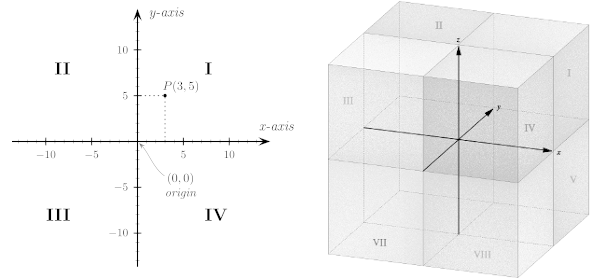 y-axis
10
II
I
P(3,5)
5
x-axis
−10
−5
5
10
(0,0)
origin
−5
III
IV
−10
II
z
I
III
y
IV
x
V
VII
VIII